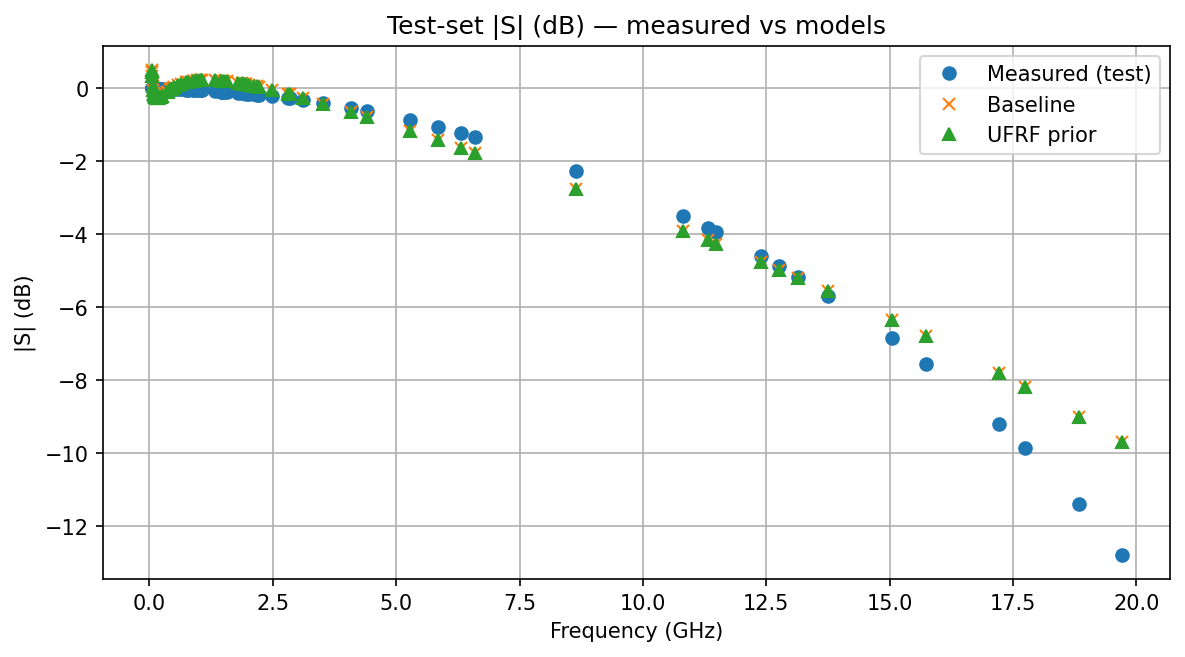 Test-set |S| (dB) — measured vs models
Measured (test)
Baseline
UFRF prior
|S| (dB)
0
−2
−4
−6
−8
−10
−12
0.0 2.5 5.0 7.5 10.0 12.5 15.0 17.5 20.0
Frequency (GHz)